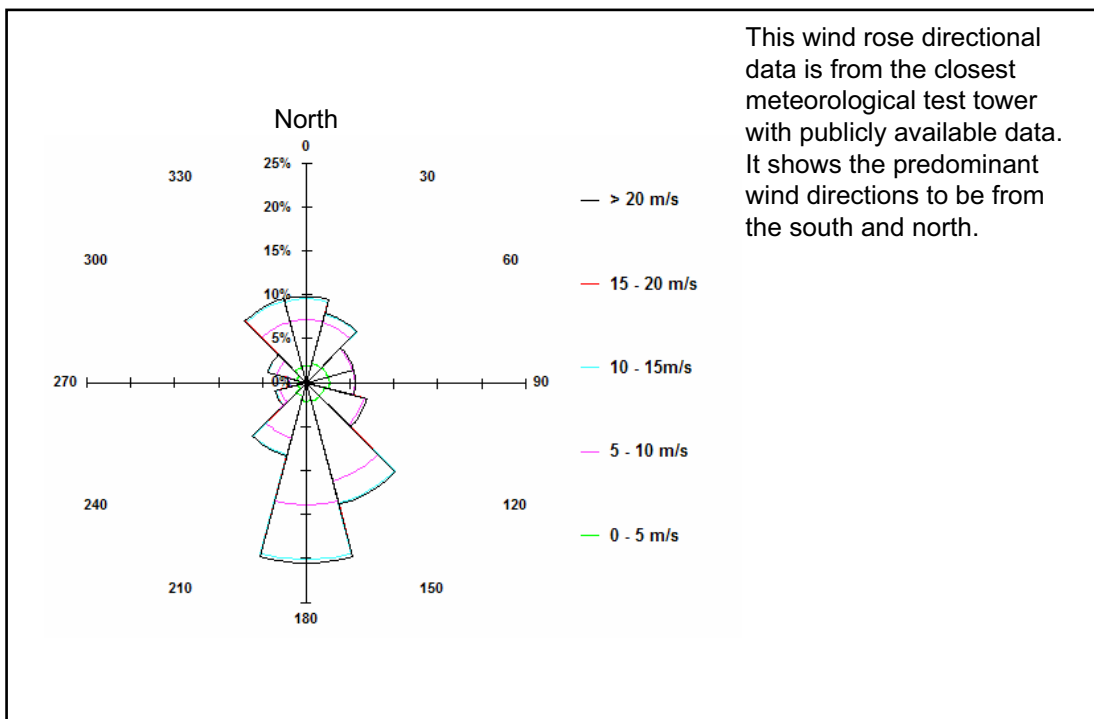 This wind rose directional
data is from the closest
meteorological test tower
with publicly available data.
It shows the predominant
wind directions to be from
the south and north.
North
0
25%
330
30
20%
15%
300
60
10%
5%
270
0%
90
240
120
210
150
180
> 20 m/s
15 - 20 m/s
10 - 15m/s
5 - 10 m/s
0 - 5 m/s